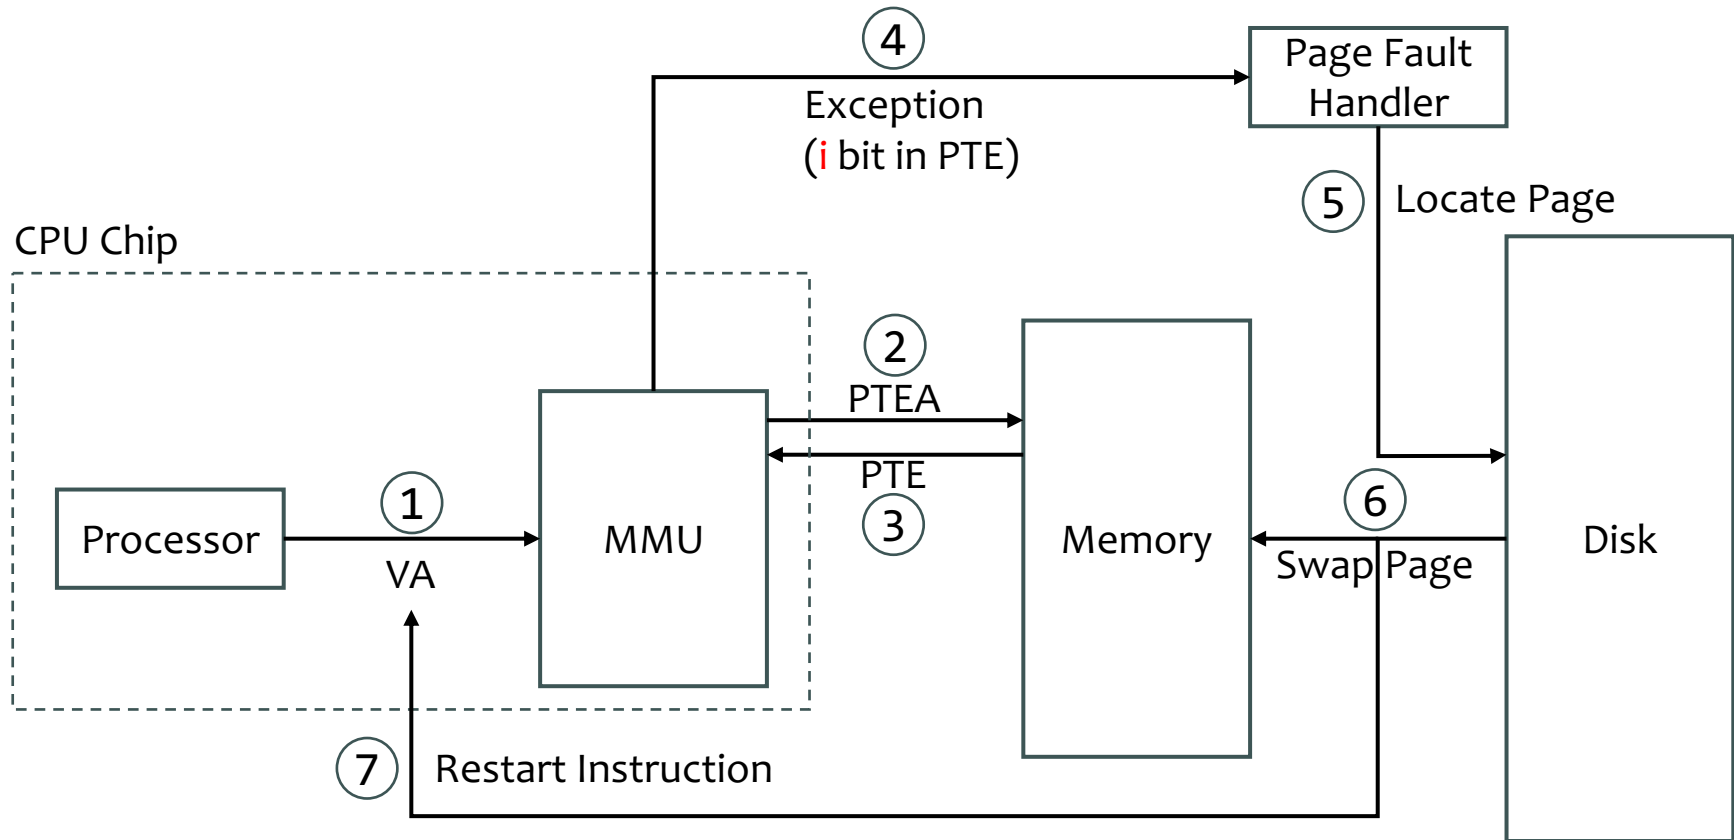 4
Page Fault
Handler
Exception
(i bit in PTE)
5
Locate Page
CPU Chip
2
PTEA
PTE
3
1
6
Processor
VA
MMU
Memory
Swap Page
Disk
7
Restart Instruction